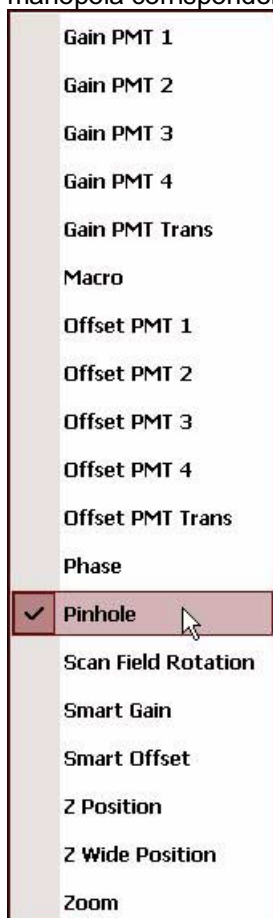 Gain PMT 1
Gain PMT 2
Gain PMT 3
Gain PMT 4
Gain PMT Trans
Macro
Offset PMT 1
Offset PMT 2
Offset PMT 3
Offset PMT 4
Offset PMT Trans
Phase
Pinhole
Scan Field Rotation
Smart Gain
Smart Offset
Z Position
Z Wide Position
Zoom